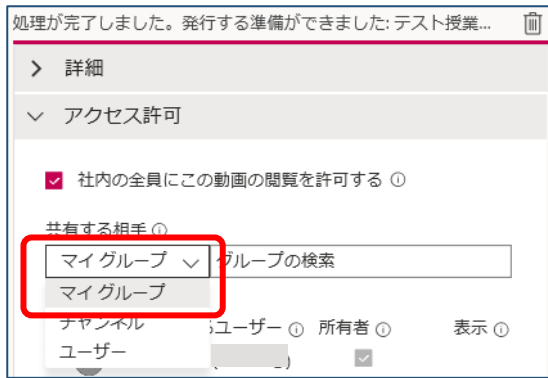 処理が完了しました。発行する準備ができました: テスト授業...
詳細
アクセス許可
社内の全員にこの動画の閲覧を許可する
共有する相手
マイ グループ グループの検索
マイ グループ
チャンネル
ユーザー 所有者 表示
ユーザー